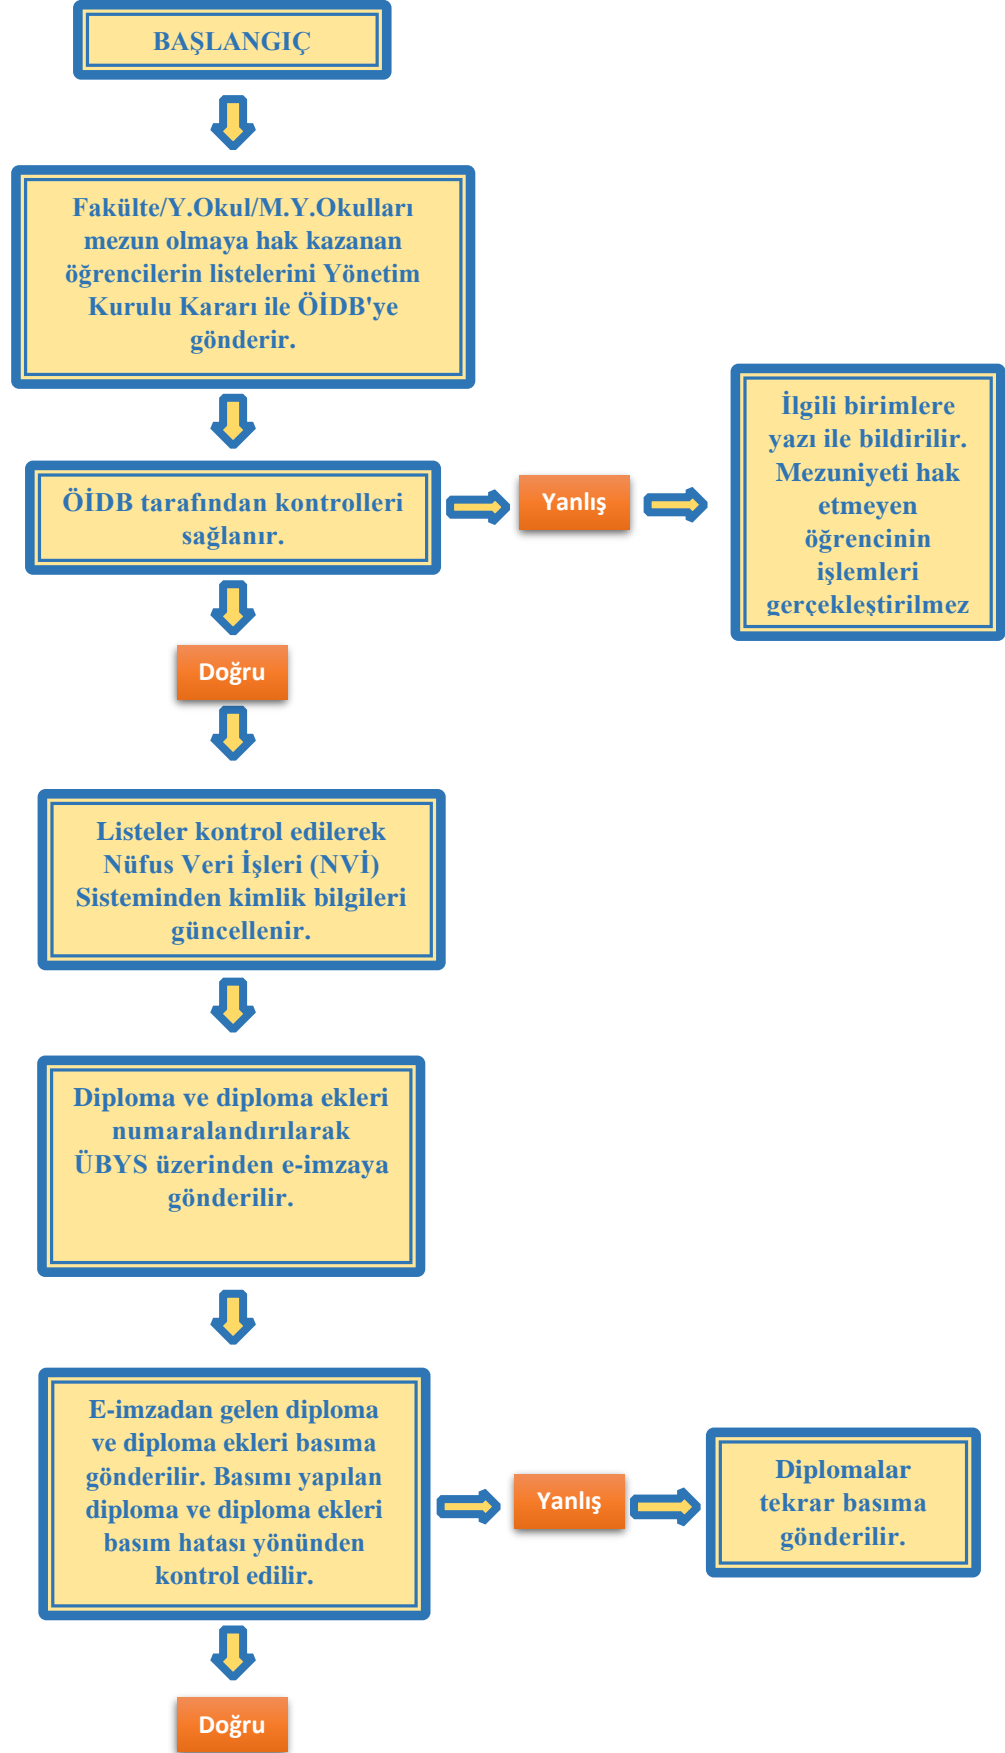 BAŞLANGIÇ
Fakülte/Y.Okul/M.Y.Okulları
mezun olmaya hak kazanan
öğrencilerin listelerini Yönetim
Kurulu Kararı ile ÖİDB'ye
gönderir.
ÖİDB tarafından kontrolleri
sağlanır.
Yanlış
İlgili birimlere
yazı ile bildirilir.
Mezuniyeti hak
etmeyen
öğrencinin
işlemleri
gerçekleştirilmez
Doğru
Listeler kontrol edilerek
Nüfus Veri İşleri (NVİ)
Sisteminden kimlik bilgileri
güncellenir.
Diploma ve diploma ekleri
numaralandırılarak
ÜBYS üzerinden e-imzaya
gönderilir.
E-imzadan gelen diploma
ve diploma ekleri basıma
gönderilir. Basımı yapılan
diploma ve diploma ekleri
basım hatası yönünden
kontrol edilir.
Yanlış
Diplomalar
tekrar basıma
gönderilir.
Doğru